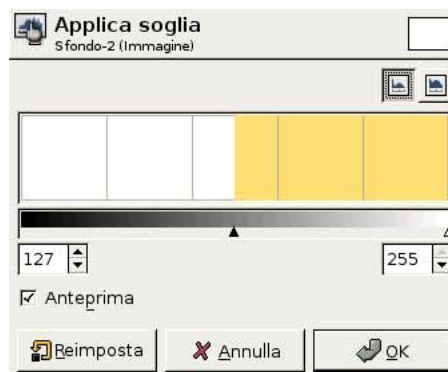 Applica soglia
Sfondo-2 (Immagine)
127
255
Anteprima
Reimposta
Annulla
OK